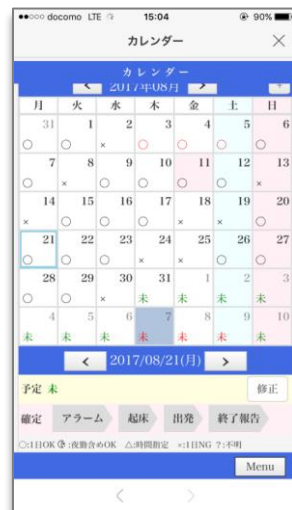 docomo LTE 15:04 90%
カレンダー
カレンダー
2017年08月
月 火 水 木 金 土 日
31 1 2 3 4 5 6
○ ○ × ○ ○ ○ ○
7 8 9 10 11 12 13
○ × ○ ○ ○ ○ ×
14 15 16 17 18 19 20
× ○ ○ ○ × × ○
21 22 23 24 25 26 27
○ ○ ○ × × ○ ○
28 29 30 31 1 2 3
○ ○ × 未 未 未 未
4 5 6 7 8 9 10
未 未 未 未 未 未 未
< 2017/08/21(月) >
予定 未 修正
確定 アラーム 起床 出発 終了報告
○:1日OK :夜勤含めOK △:時間指定 ×:1日NG ?:不明
Menu